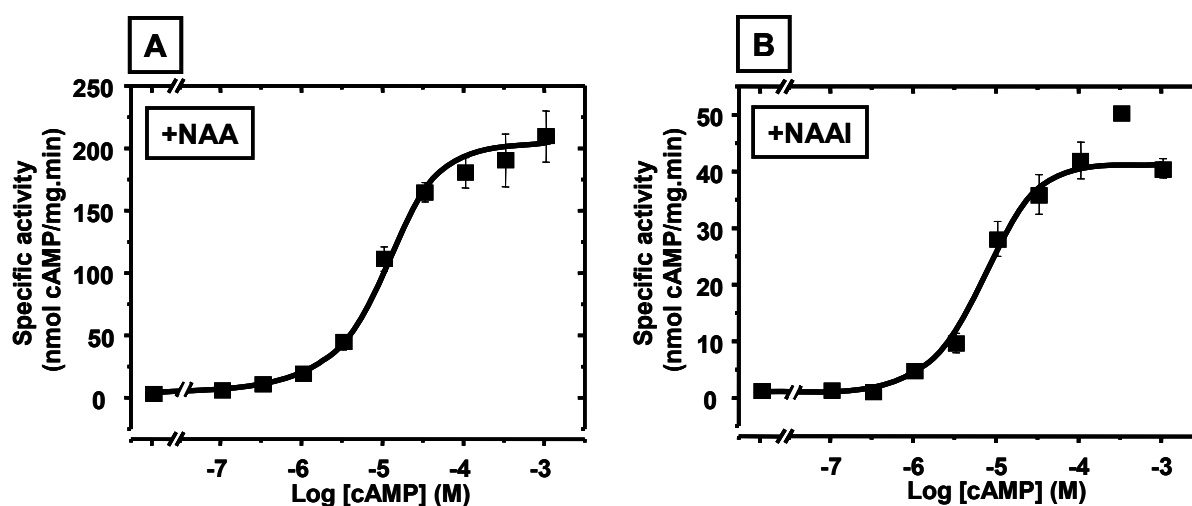 A
250
200
150
100
50
0
+NAA
Specific activity
(nmol cAMP/mg.min)
-7 -6 -5 -4 -3
Log [cAMP] (M)
B
50
40
30
20
10
0
+NAAI
Specific activity
(nmol cAMP/mg.min)
-7 -6 -5 -4 -3
Log [cAMP] (M)